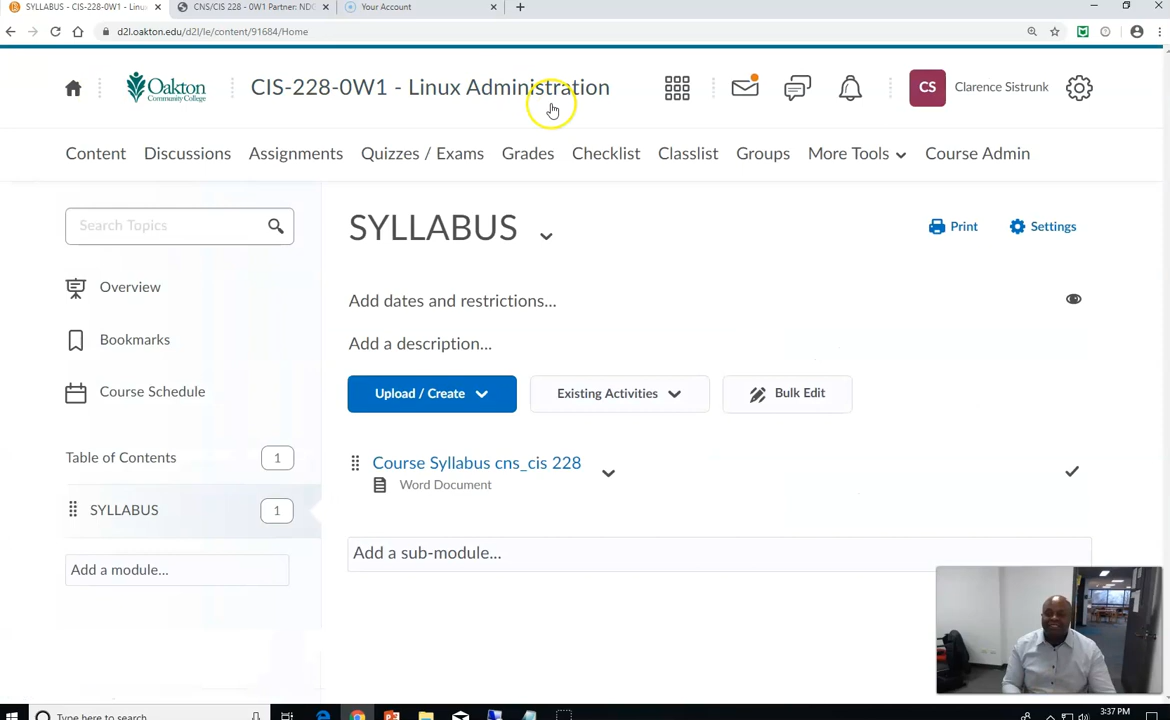 SYLLABUS - CIS-228-0W1 - Linu
CNS/CIS 228 - 0W1 Partner: NDO
Your Account
d2l.oakton.edu/d2l/le/content/91684/Home
Oakton
Community College
CIS-228-0W1 - Linux Administration
CS
Clarence Sistrunk
Content Discussions Assignments Quizzes / Exams Grades Checklist Classlist Groups More Tools Course Admin
Search Topics
SYLLABUS
Print
Settings
Overview
Add dates and restrictions...
Bookmarks
Add a description...
Course Schedule
Upload / Create
Existing Activities
Bulk Edit
Table of Contents 1
Course Syllabus cns_cis 228
Word Document
SYLLABUS 1
Add a module...
Add a sub-module...
Type here to search
3:37 PM